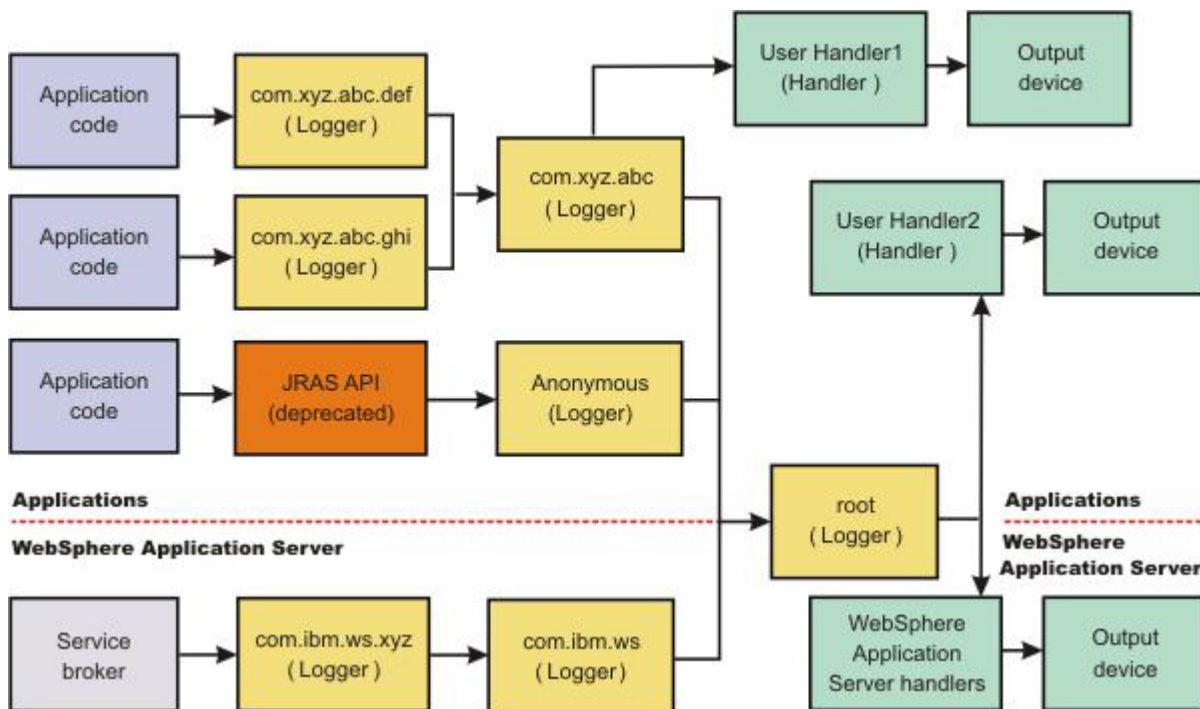 Application
code
com.xyz.abc.def
( Logger )
com.xyz.abc
( Logger)
User Handler1
(Handler )
Output
device
Application
code
com.xyz.abc.ghi
( Logger )
User Handler2
(Handler )
Output
device
Application
code
JRAS API
(deprecated)
Anonymous
(Logger)
Applications
WebSphere Application Server
root
( Logger )
Applications
WebSphere
Application Server
Service
broker
com.ibm.ws.xyz
( Logger )
com.ibm.ws
(Logger )
WebSphere
Application
Server handlers
Output
device